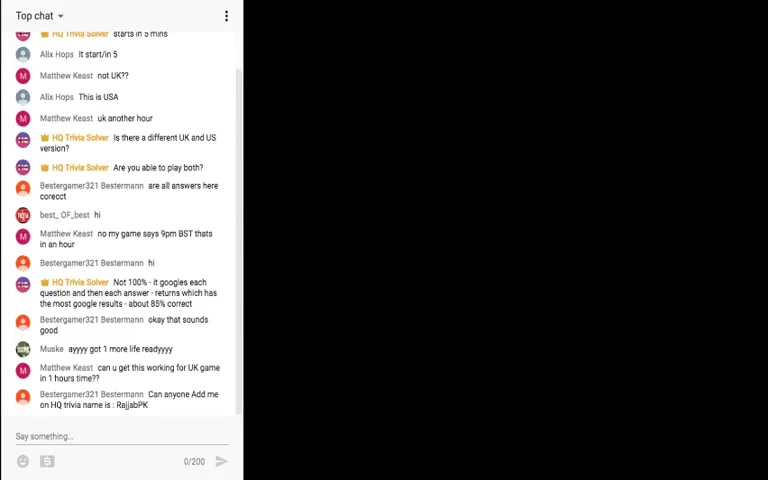 Top chat
HQ Trivia Solver starts in 5 mins
Alix Hops It start/in 5
Matthew Keast not UK??
Alix Hops This is USA
Matthew Keast uk another hour
HQ Trivia Solver Is there a different UK and US
version?
HQ Trivia Solver Are you able to play both?
Bestergamer321 Bestermann are all answers here
corecct
best_ OF_best hi
Matthew Keast no my game says 9pm BST thats
in an hour
Bestergamer321 Bestermann hi
HQ Trivia Solver Not 100% - it googles each
question and then each answer - returns which has
the most google results - about 85% correct
Bestergamer321 Bestermann okay that sounds
good
Muske ayyyy got 1 more life readyyyy
Matthew Keast can u get this working for UK game
in 1 hours time??
Bestergamer321 Bestermann Can anyone Add me
on HQ trivia name is : RajjabPK
Say something...
0/200